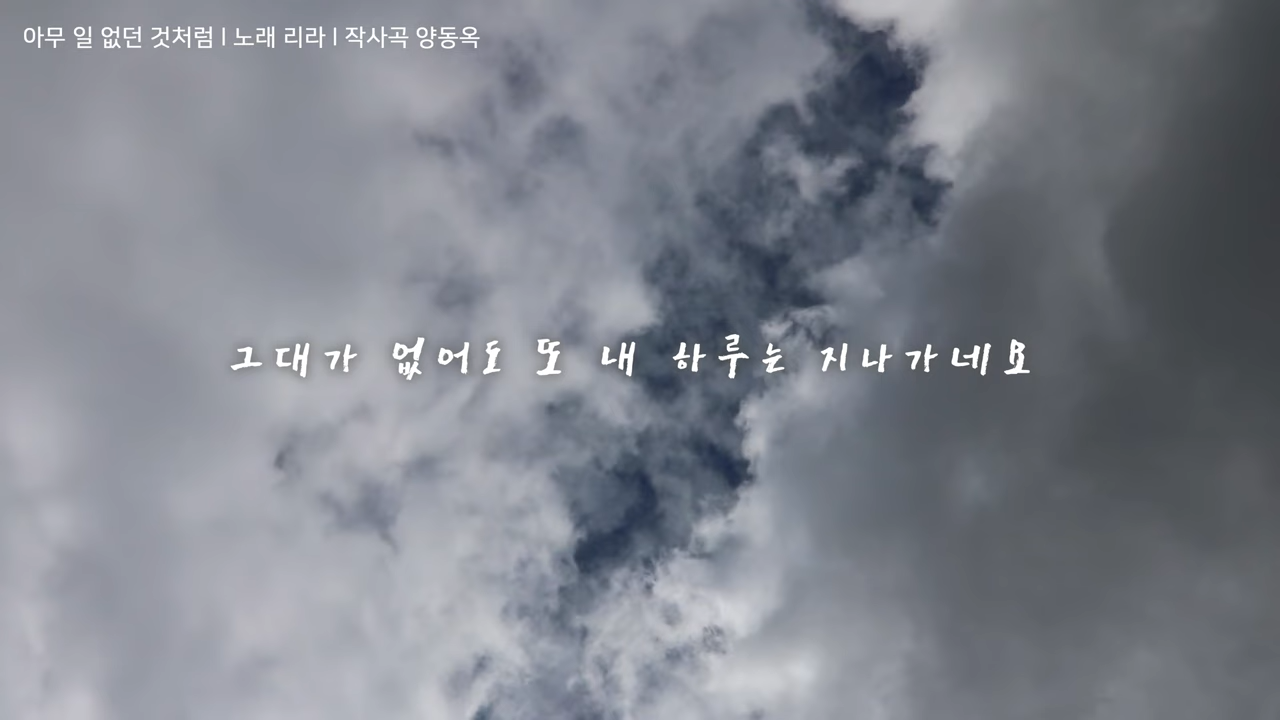 아무 일 없던 것처럼 | 노래 리라 | 작사곡 양동옥
그대가 없어도 또 내 하루는 지나가네요